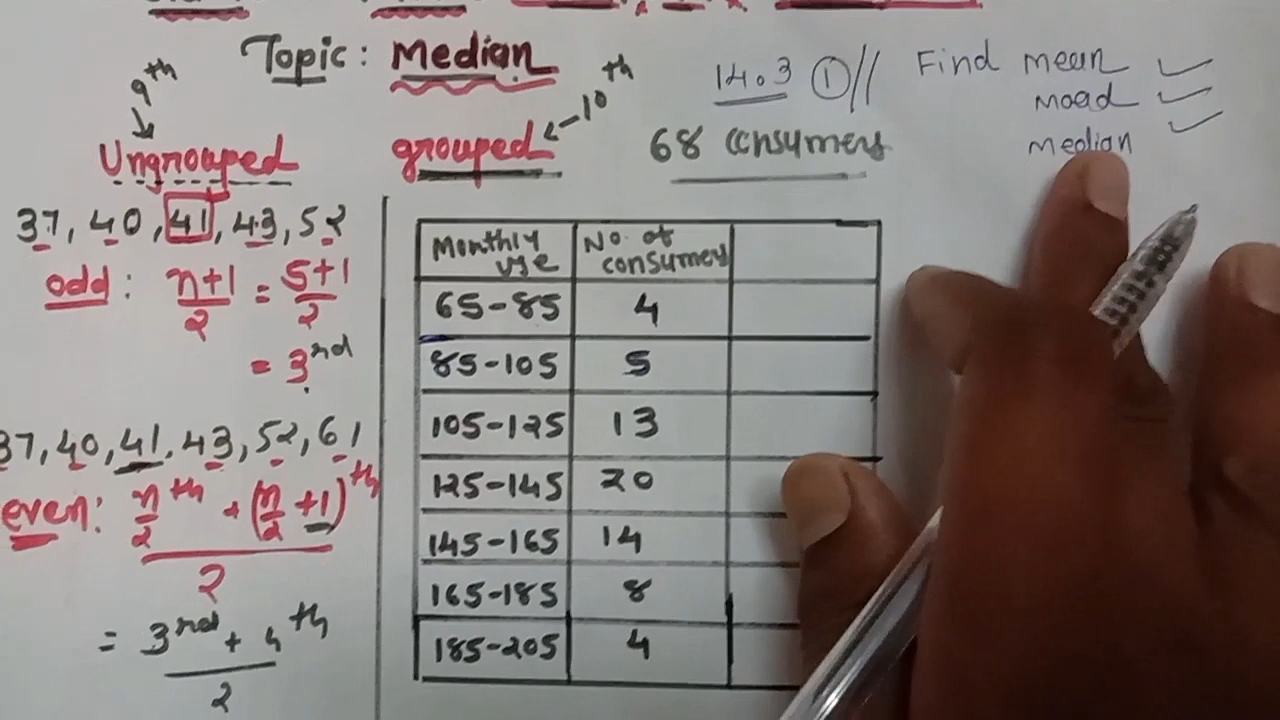 Topic: Median
9th
10th
Ungrouped
grouped
14.3 ①//
68 consumers
Find mean
moad
median
37, 40, 41, 43, 52
odd: n+1/2 = 5+1/2
= 3rd
37, 40, 41, 43, 52, 61
even: n/2 th + (n/2 +1)th
2
= 3rd + 4th
2
Monthly use No. of consumers
65-85 4
85-105 5
105-125 13
125-145 20
145-165 14
165-185 8
185-205 4